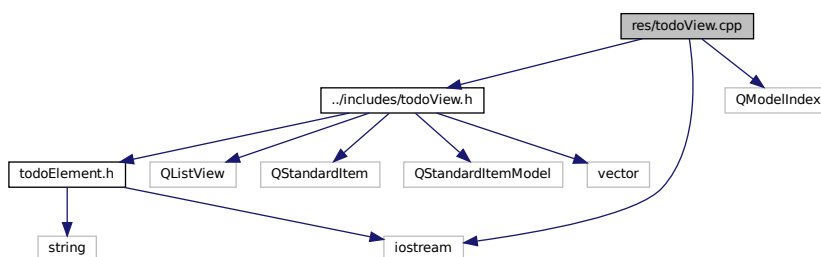 res/todoView.cpp
../includes/todoView.h
QModelIndex
todoElement.h
QListView
QStandardItem
QStandardItemModel
vector
string
iostream